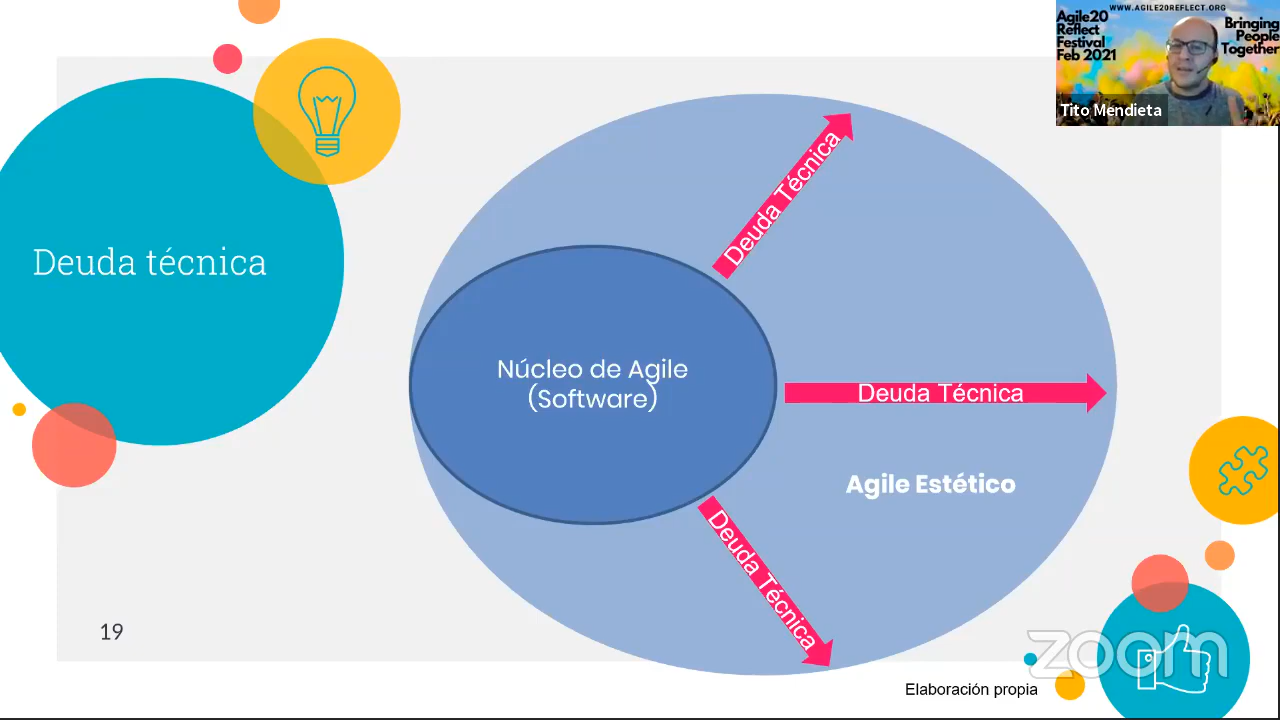 WWW.AGILE20REFLECT.ORG
Agile20
Reflect
Festival
Feb 2021
Bringing
People
Together
Tito Mendieta
Deuda técnica
Deuda Técnica
Núcleo de Agile
(Software)
Deuda Técnica
Agile Estético
Deuda Técnica
19
zoom
Elaboración propia